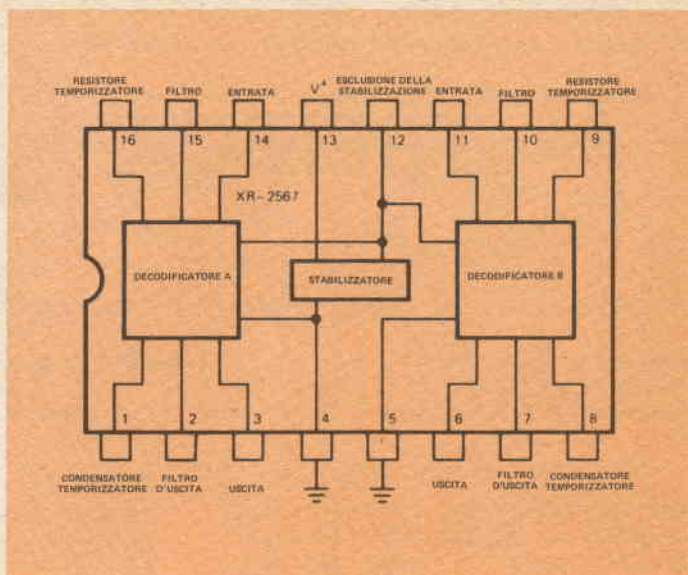 RESISTORE
TEMPORIZZATORE
FILTRO
ENTRATA
V+
ESCLUSIONE DELLA
STABILIZZAZIONE
ENTRATA
FILTRO
RESISTORE
TEMPORIZZATORE
16
15
14
13
12
11
10
9
XR-2567
DECODIFICATORE A
STABILIZZATORE
DECODIFICATORE B
1
2
3
4
5
6
7
8
CONDENSATORE
TEMPORIZZATORE
FILTRO
D'USCITA
USCITA
USCITA
FILTRO
D'USCITA
CONDENSATORE
TEMPORIZZATORE